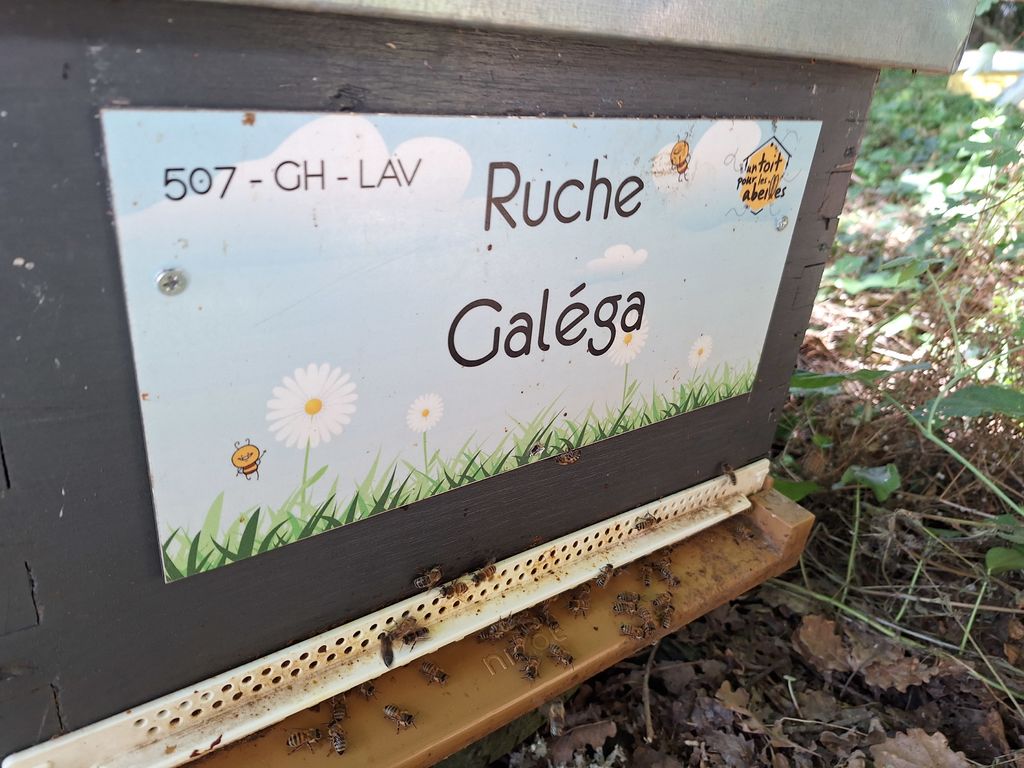 507 - GH - LAV
Ruche
Galéga
un toit
pour les
abeilles